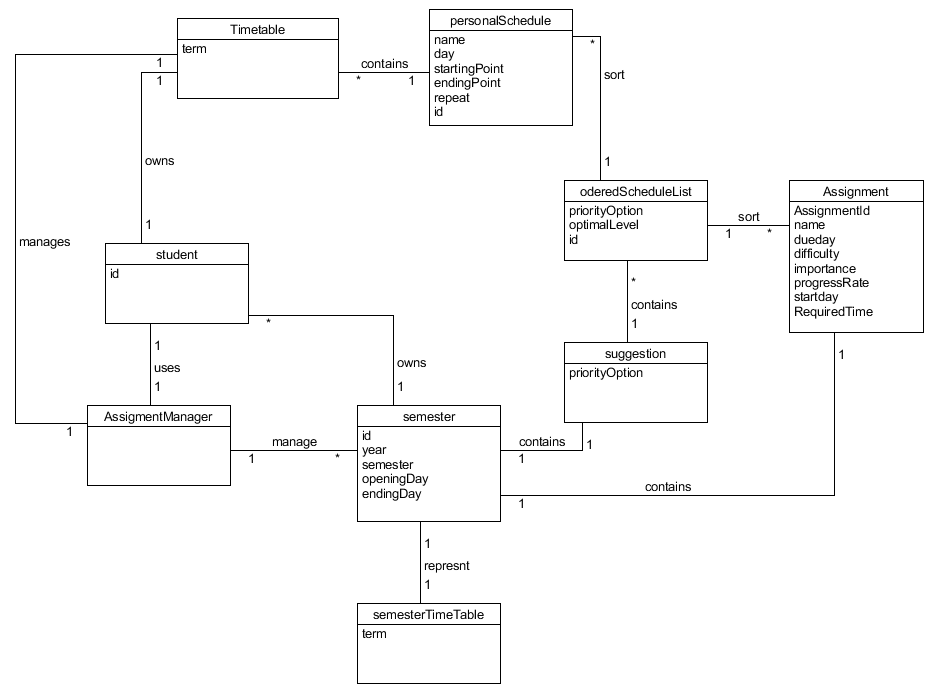 Timetable
term
personalSchedule
name
day
startingPoint
endingPoint
repeat
id
contains
*
1
1
1
*
sort
1
owns
1
manages
oderedScheduleList
priorityOption
optimalLevel
id
sort
1
*
Assignment
AssignmentId
name
dueday
difficulty
importance
progressRate
startday
RequiredTime
student
id
*
*
contains
1
1
uses
1
owns
1
suggestion
priorityOption
1
AssigmentManager
1
manage
1
*
semester
id
year
semester
openingDay
endingDay
contains
1
1
contains
1
1
represnt
1
semesterTimeTable
term